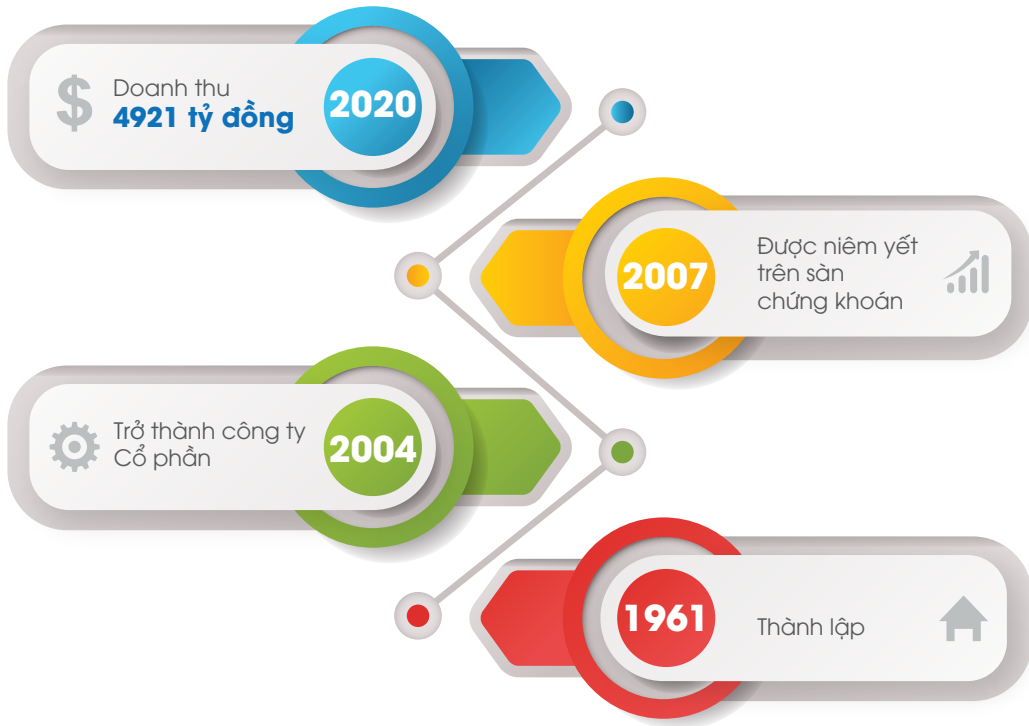 $
Doanh thu
4921 tỷ đồng
2020
2007
Được niêm yết
trên sàn
chứng khoán
Trở thành công ty
Cổ phần
2004
1961
Thành lập